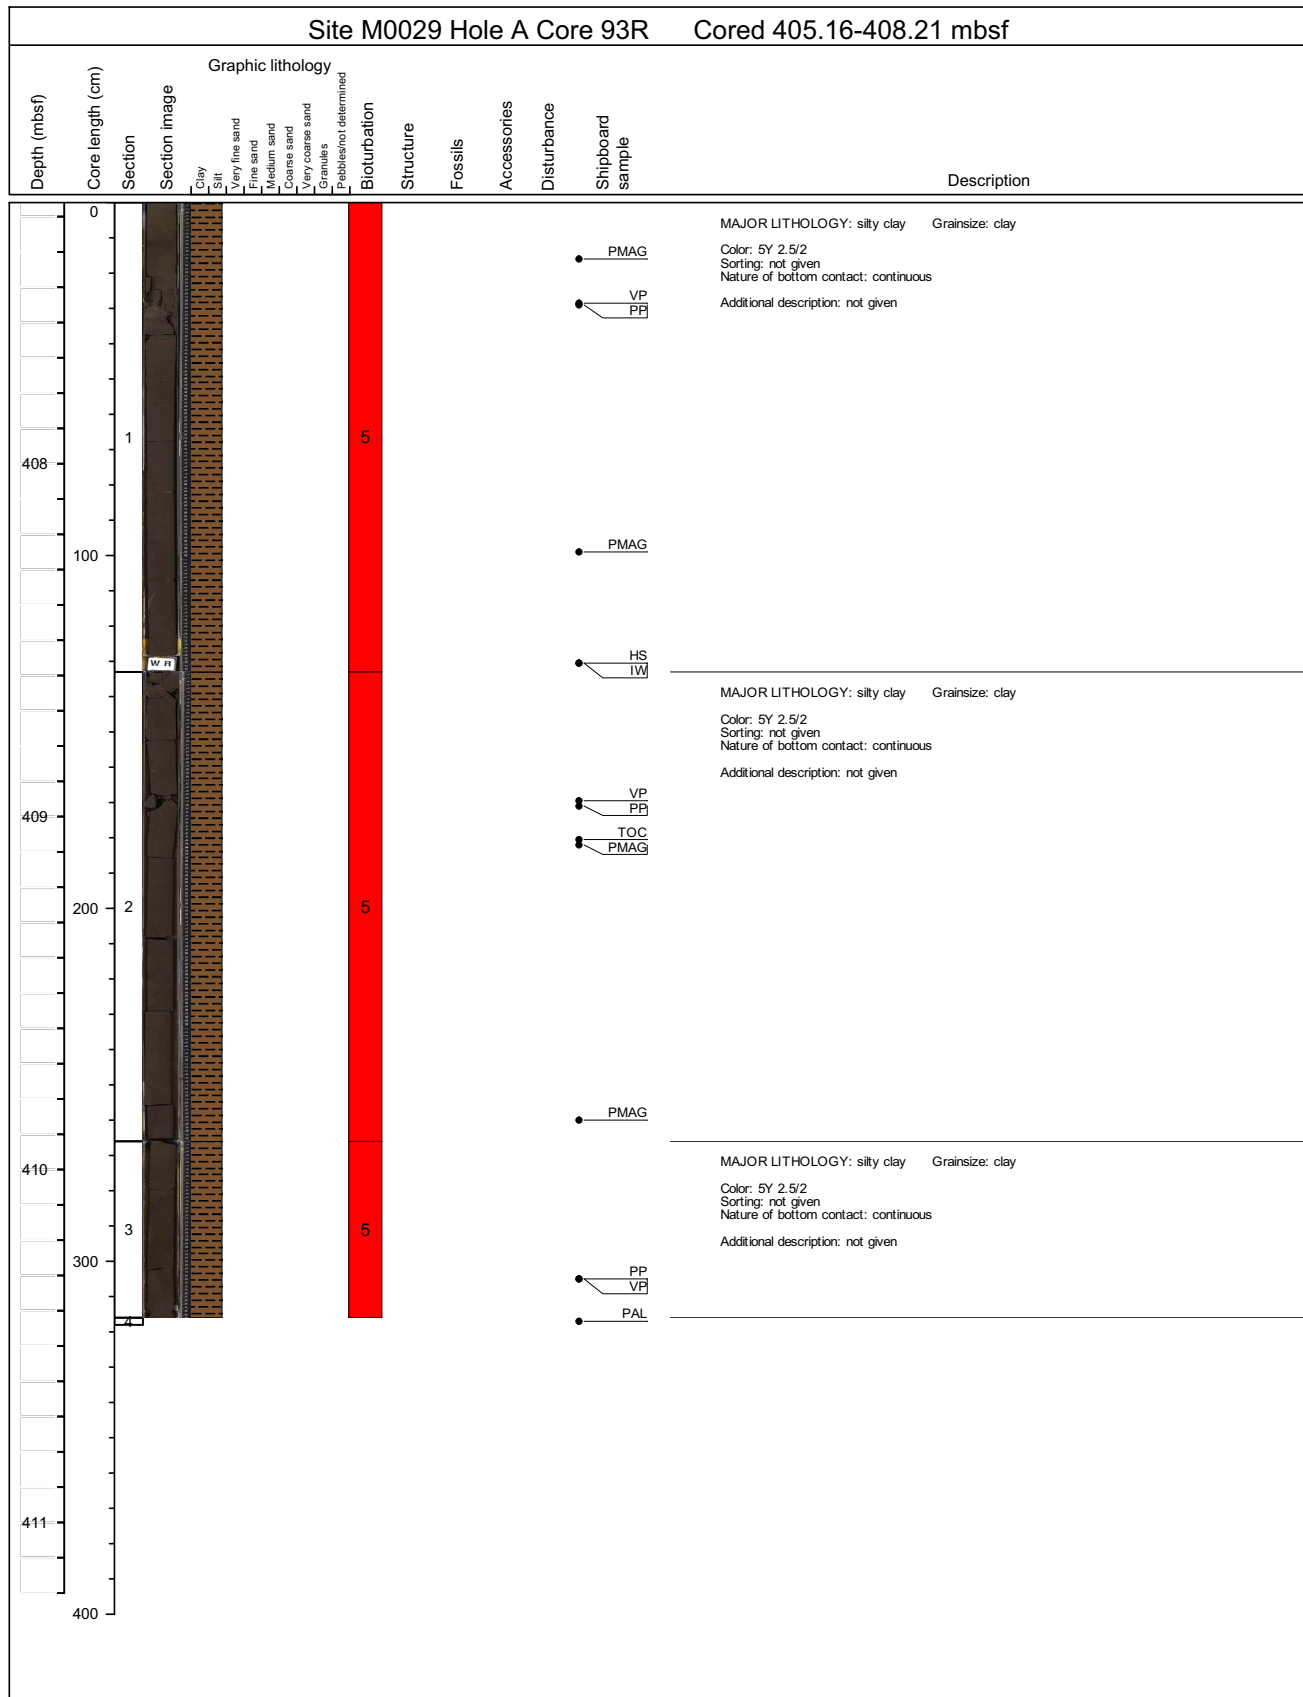 Site M0029 Hole A Core 93R Cored 405.16-408.21 mbsf
Graphic lithology
Depth (mbsf)
Core length (cm)
Section
Section image
Clay
Silt
Very fine sand
Fine sand
Medium sand
Coarse sand
Very coarse sand
Granules
Pebbles/not determined
Bioturbation
Structure
Fossils
Accessories
Disturbance
Shipboard
sample
Description
0
MAJOR LITHOLOGY: silty clay Grainsize: clay
Color: 5Y 2.5/2
Sorting: not given
Nature of bottom contact: continuous
Additional description: not given
PMAG
VP
PP
1
5
408
100
PMAG
W R
HS
IW
MAJOR LITHOLOGY: silty clay Grainsize: clay
Color: 5Y 2.5/2
Sorting: not given
Nature of bottom contact: continuous
Additional description: not given
VP
PP
409
TOC
PMAG
200
2
5
PMAG
410
MAJOR LITHOLOGY: silty clay Grainsize: clay
Color: 5Y 2.5/2
Sorting: not given
Nature of bottom contact: continuous
Additional description: not given
3
5
300
PP
VP
4
PAL
411
400